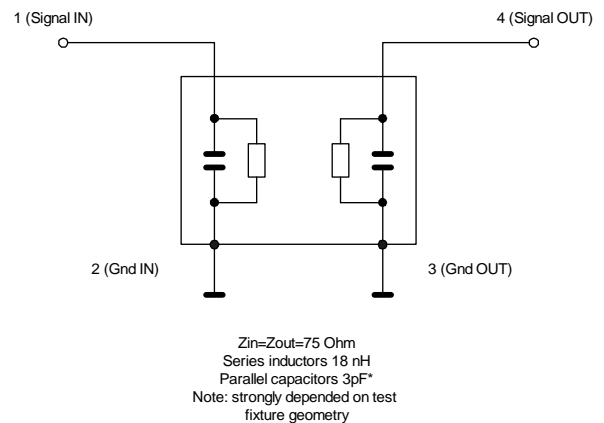 1 (Signal IN)
4 (Signal OUT)
2 (Gnd IN)
3 (Gnd OUT)
Zin=Zout=75 Ohm
Series inductors 18 nH
Parallel capacitors 3pF*
Note: strongly depended on test
fixture geometry